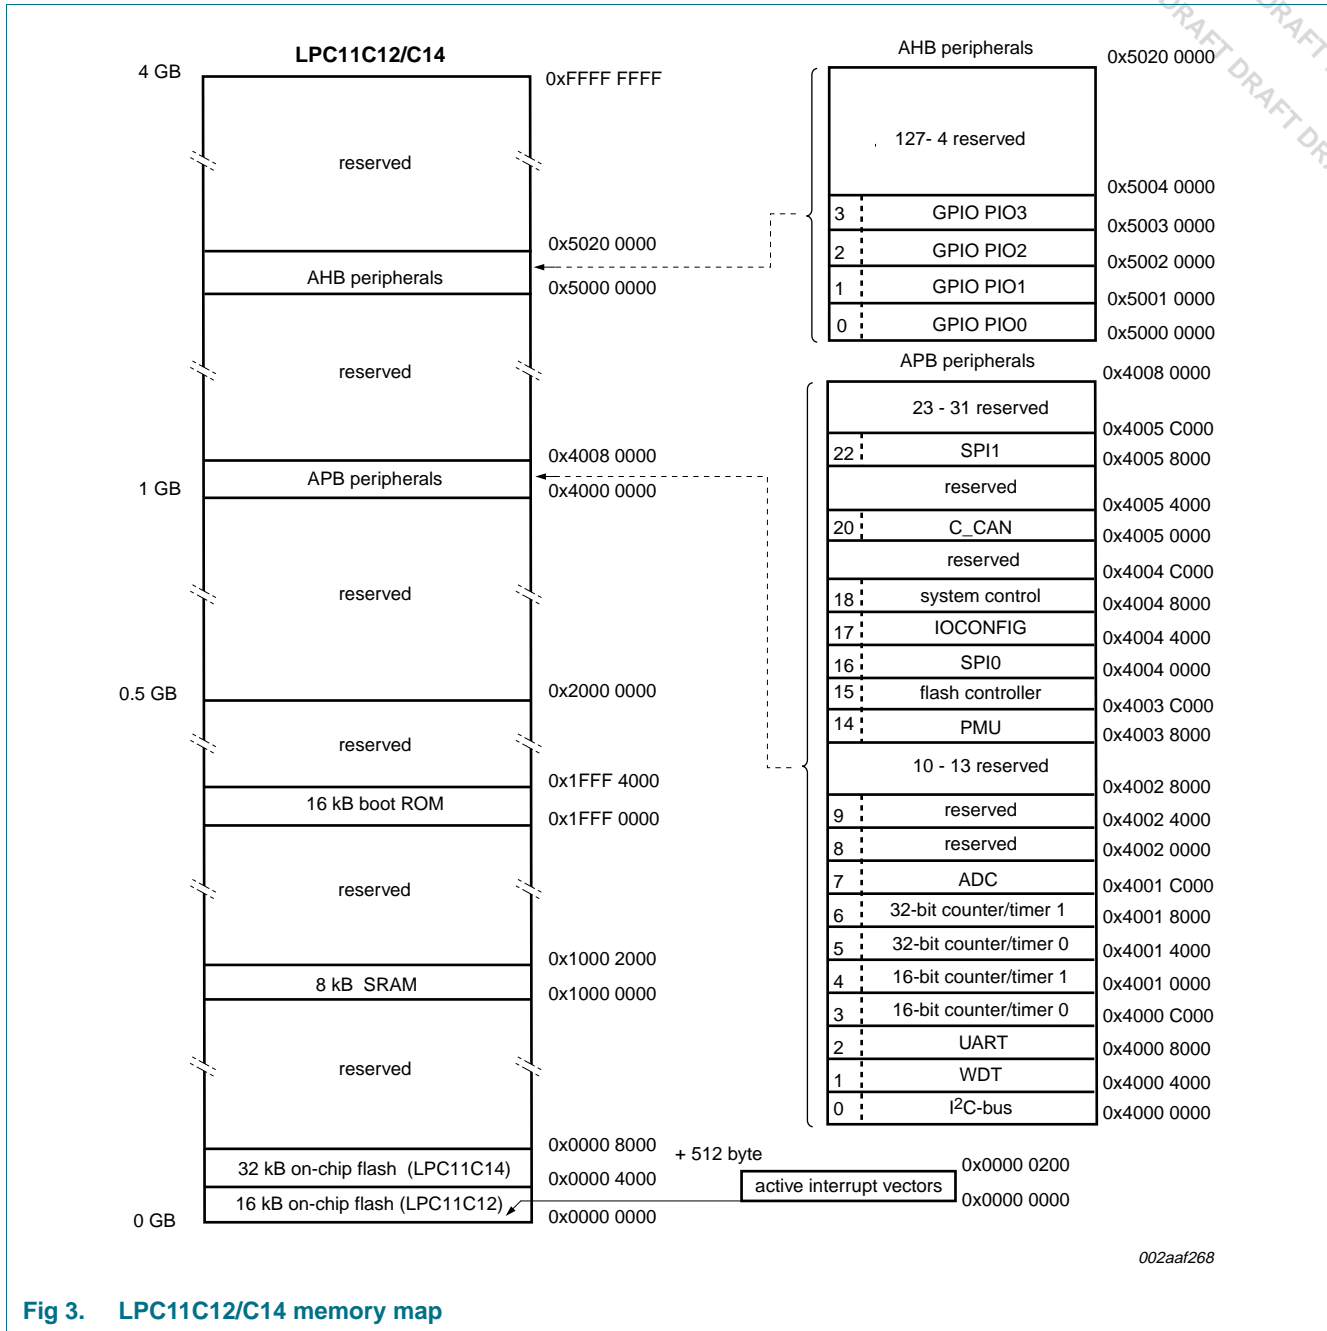 DRAFT DRAFT DRA
DRAFT DR
LPC11C12/C14
4 GB
0xFFFF FFFF
reserved
0x5020 0000
AHB peripherals
0x5000 0000
reserved
0x4008 0000
APB peripherals
1 GB
0x4000 0000
reserved
0.5 GB
0x2000 0000
reserved
0x1FFF 4000
16 kB boot ROM
0x1FFF 0000
reserved
0x1000 2000
8 kB SRAM
0x1000 0000
reserved
0x0000 8000
32 kB on-chip flash (LPC11C14)
0x0000 4000
16 kB on-chip flash (LPC11C12)
0 GB
0x0000 0000
+ 512 byte
active interrupt vectors
0x0000 0200
0x0000 0000
AHB peripherals
0x5020 0000
127- 4 reserved
0x5004 0000
3 GPIO PIO3
0x5003 0000
2 GPIO PIO2
0x5002 0000
1 GPIO PIO1
0x5001 0000
0 GPIO PIO0
0x5000 0000
APB peripherals
0x4008 0000
23 - 31 reserved
0x4005 C000
22 SPI1
0x4005 8000
reserved
0x4005 4000
20 C_CAN
0x4005 0000
reserved
0x4004 C000
18 system control
0x4004 8000
17 IOCONFIG
0x4004 4000
16 SPI0
0x4004 0000
15 flash controller
0x4003 C000
14 PMU
0x4003 8000
10 - 13 reserved
0x4002 8000
9 reserved
0x4002 4000
8 reserved
0x4002 0000
7 ADC
0x4001 C000
6 32-bit counter/timer 1
0x4001 8000
5 32-bit counter/timer 0
0x4001 4000
4 16-bit counter/timer 1
0x4001 0000
3 16-bit counter/timer 0
0x4000 C000
2 UART
0x4000 8000
1 WDT
0x4000 4000
0 I²C-bus
0x4000 0000
002aaf268
Fig 3. LPC11C12/C14 memory map